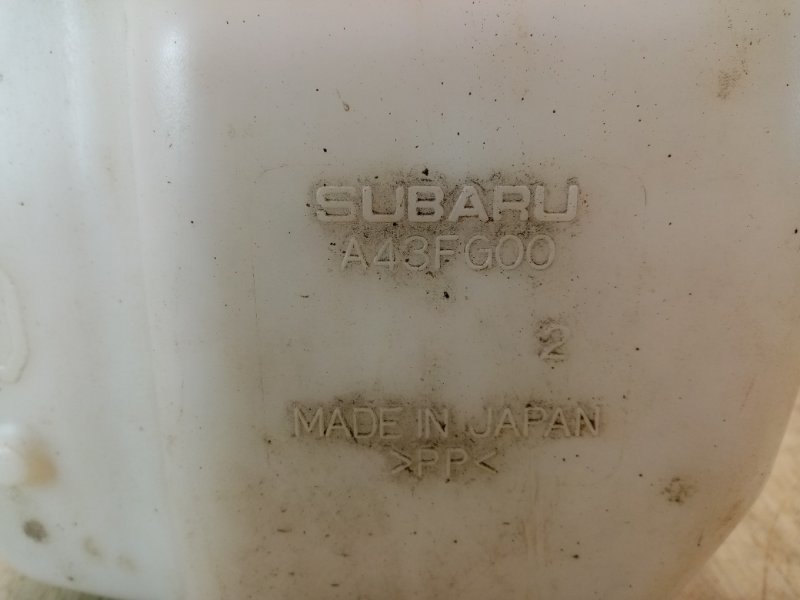 SUBARU
A43FG00
2
MADE IN JAPAN
>PP<